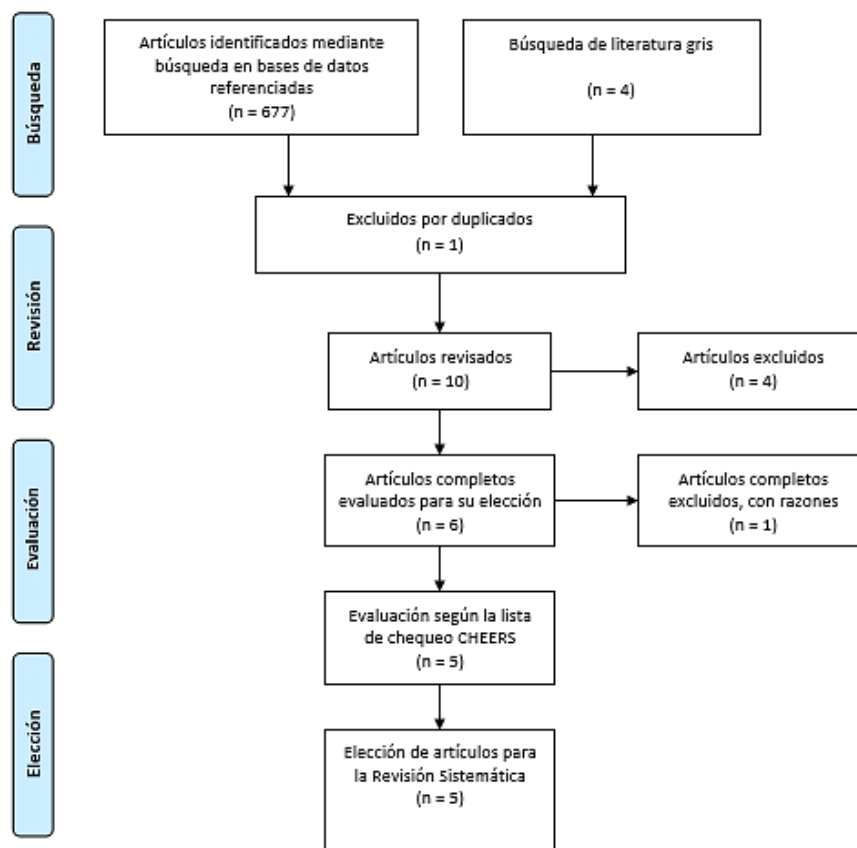 Búsqueda
Artículos identificados mediante
búsqueda en bases de datos
referenciadas
(n = 677)
Búsqueda de literatura gris
(n = 4)
Excluidos por duplicados
(n = 1)
Revisión
Artículos revisados
(n = 10)
Artículos excluidos
(n = 4)
Evaluación
Artículos completos
evaluados para su elección
(n = 6)
Artículos completos
excluidos, con razones
(n = 1)
Evaluación según la lista
de chequeo CHEERS
(n = 5)
Elección
Elección de artículos para
la Revisión Sistemática
(n = 5)